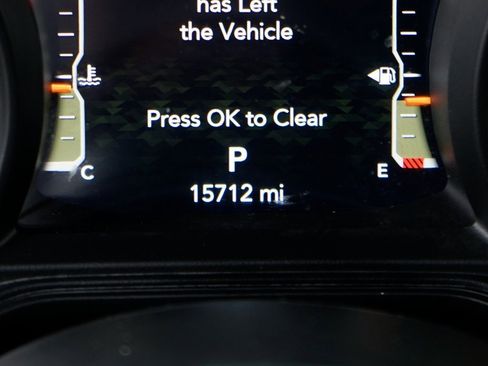 has Left
the Vehicle
Press OK to Clear
P
C
E
15712 mi